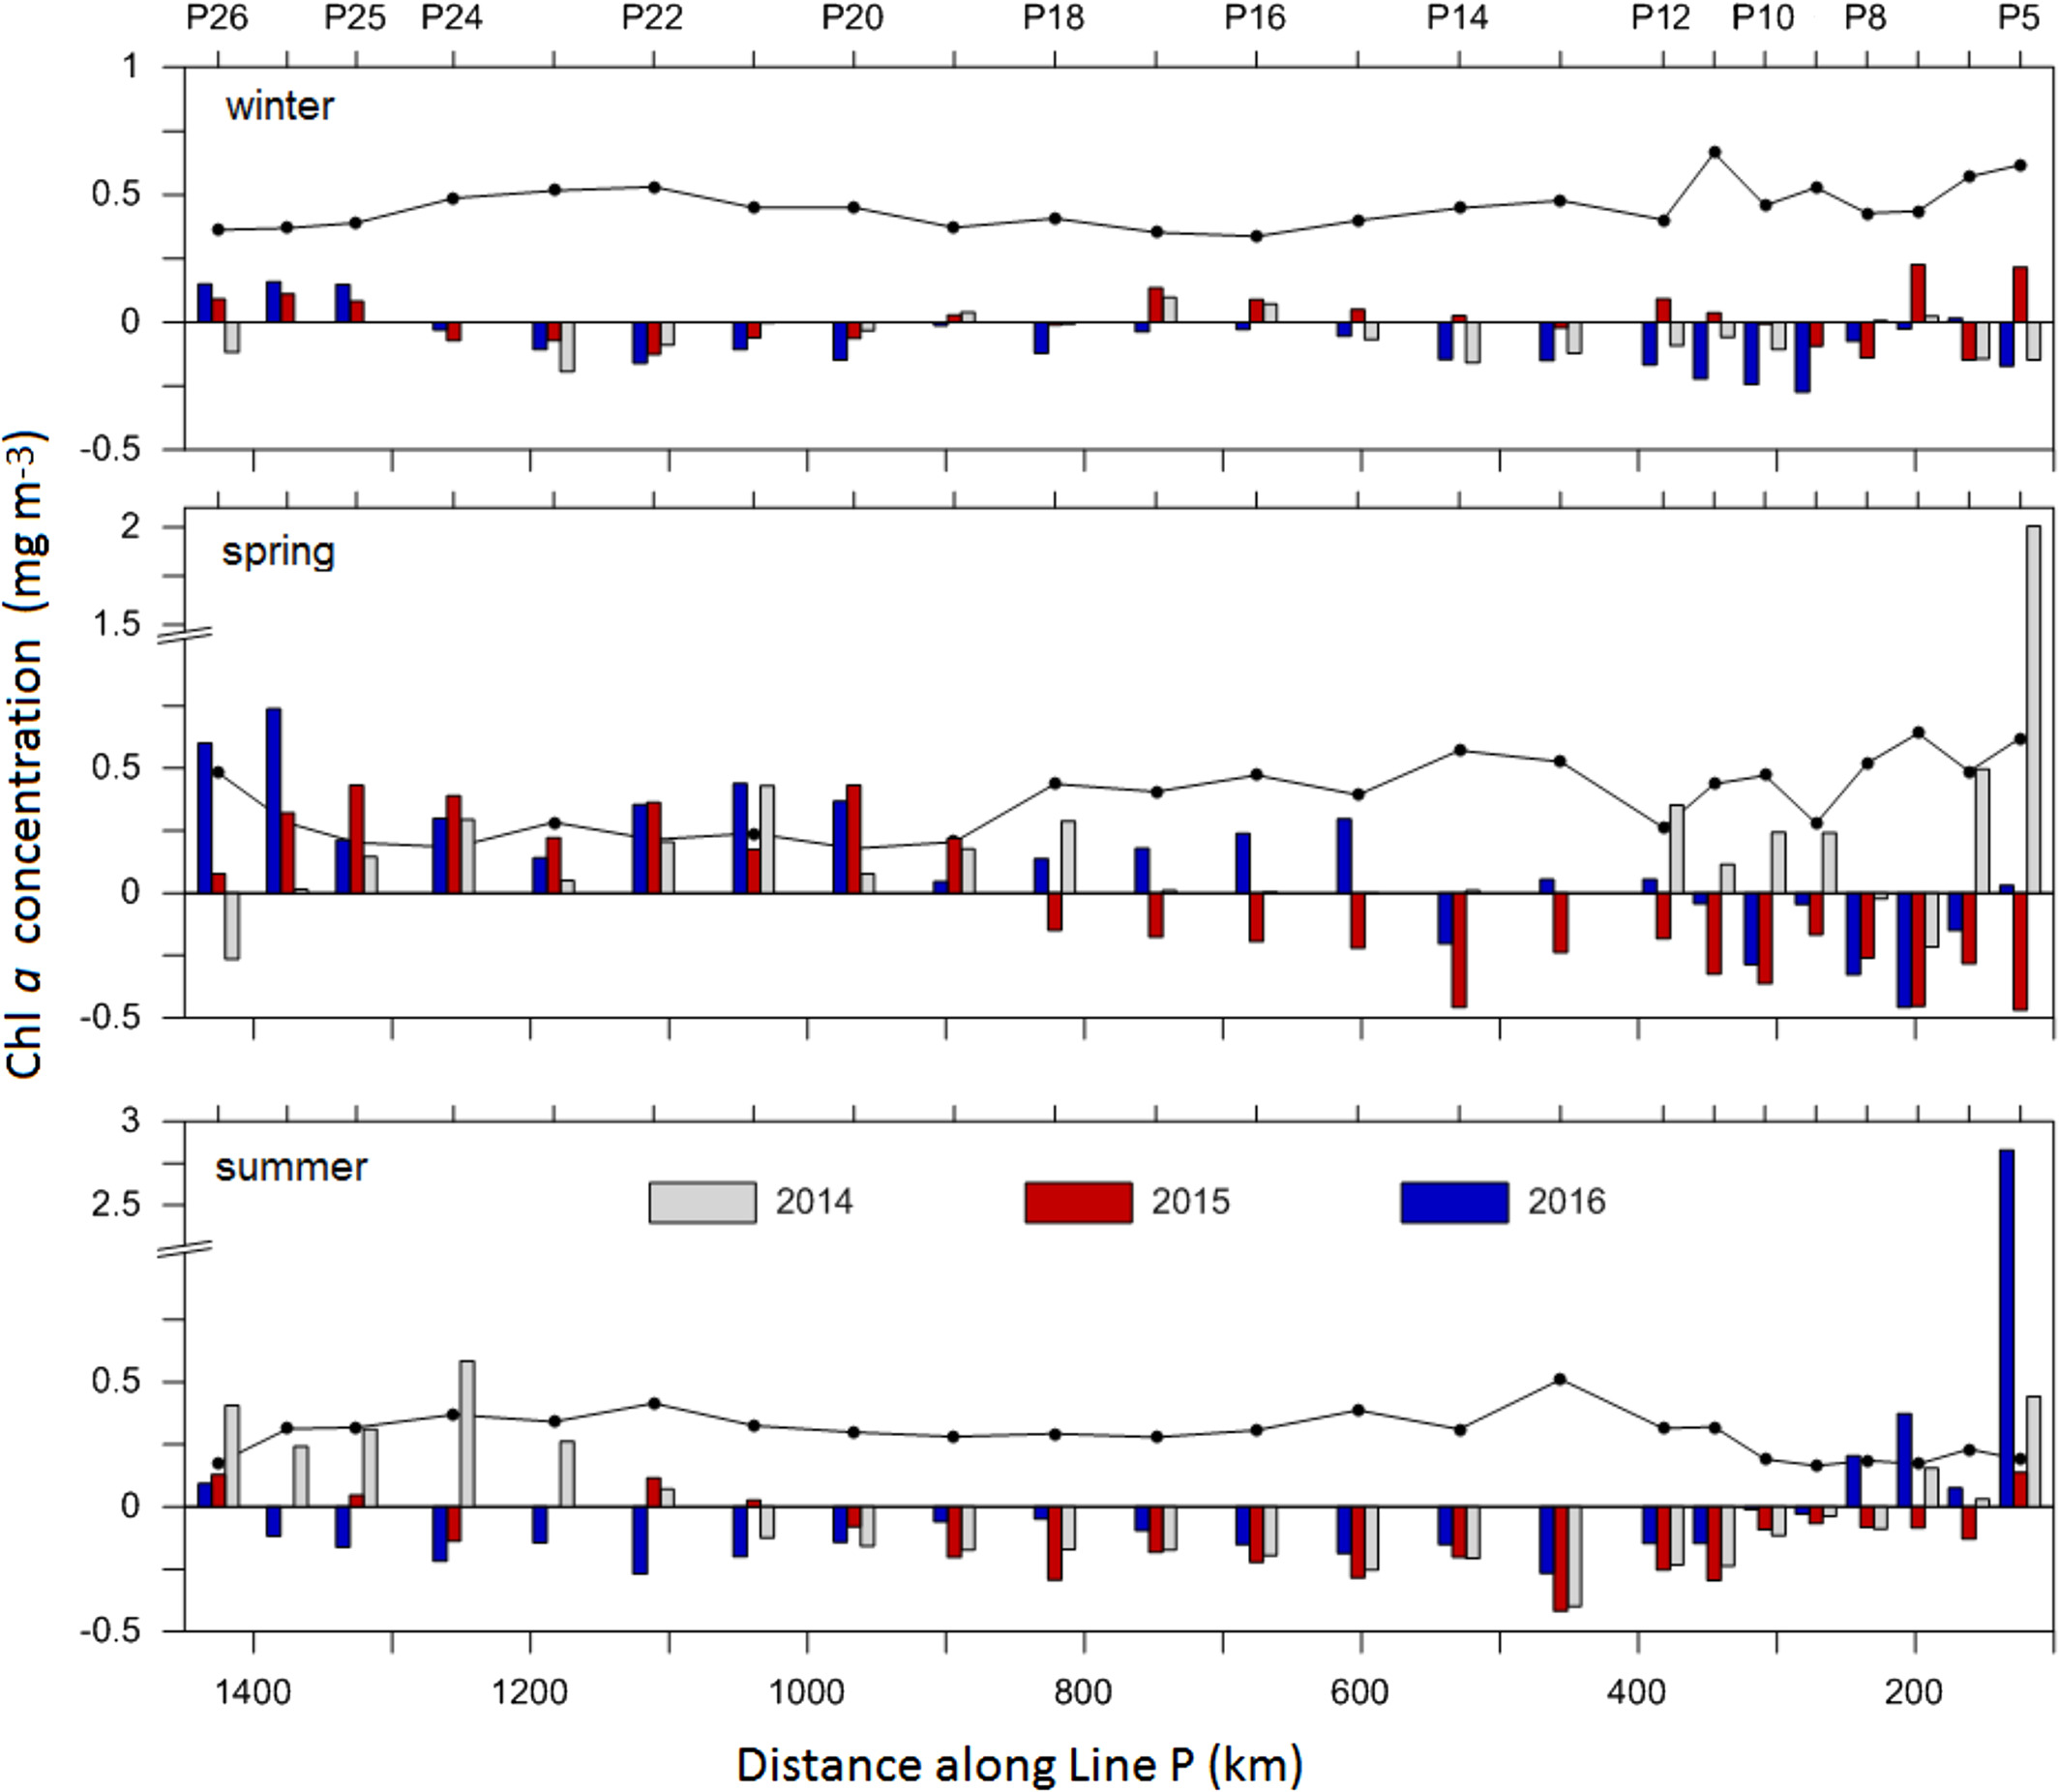 P26 P25 P24 P22 P20 P18 P16 P14 P12 P10 P8 P5
1
winter
0.5
0
-0.5
2
spring
1.5
0.5
0
-0.5
3
summer
2.5
2014 2015 2016
0.5
0
-0.5
1400 1200 1000 800 600 400 200
Distance along Line P (km)
Chl a concentration (mg m-3)